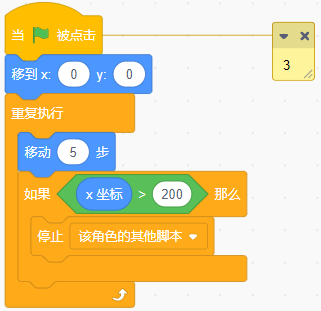 当 被点击
3
移到 x: 0 y: 0
重复执行
移动 5 步
如果 x 坐标 > 200 那么
停止 该角色的其他脚本